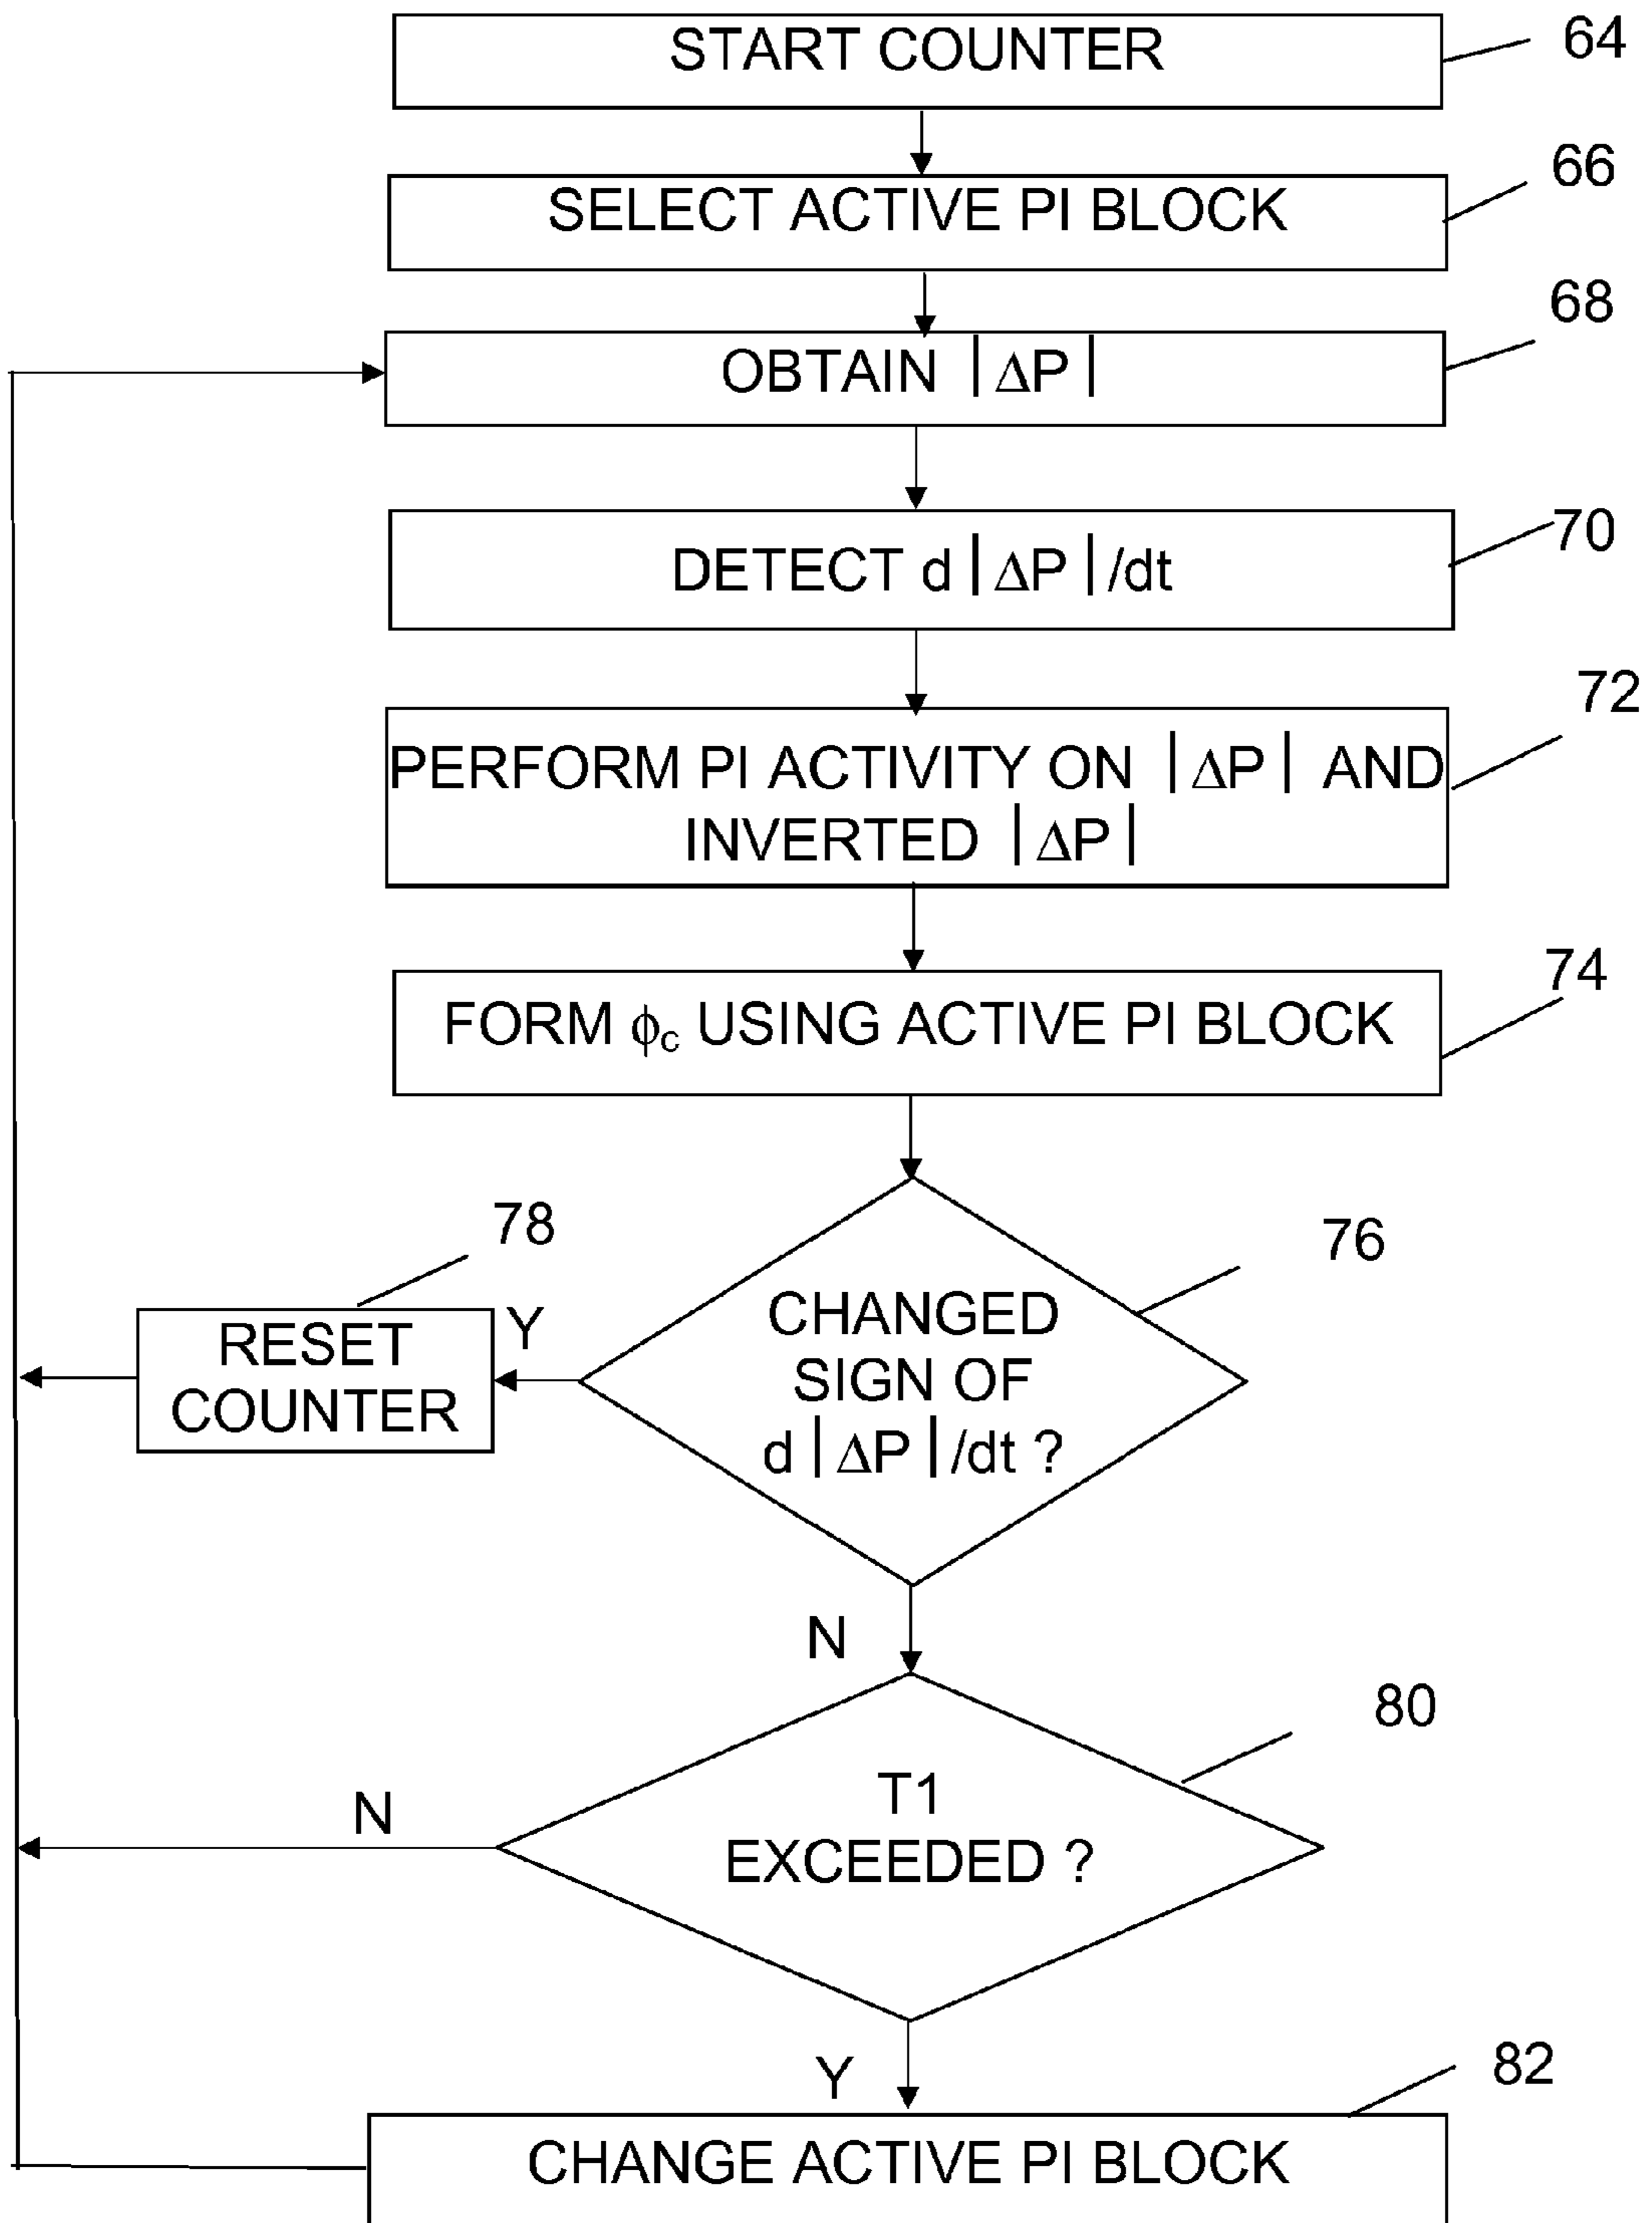 START COUNTER
64
SELECT ACTIVE PI BLOCK
66
68
OBTAIN |ΔP|
70
DETECT d|ΔP|/dt
72
PERFORM PI ACTIVITY ON |ΔP| AND
INVERTED |ΔP|
74
FORM ϕc USING ACTIVE PI BLOCK
78
76
RESET
COUNTER
Y
CHANGED
SIGN OF
d|ΔP|/dt ?
N
80
N
T1
EXCEEDED ?
Y
82
CHANGE ACTIVE PI BLOCK